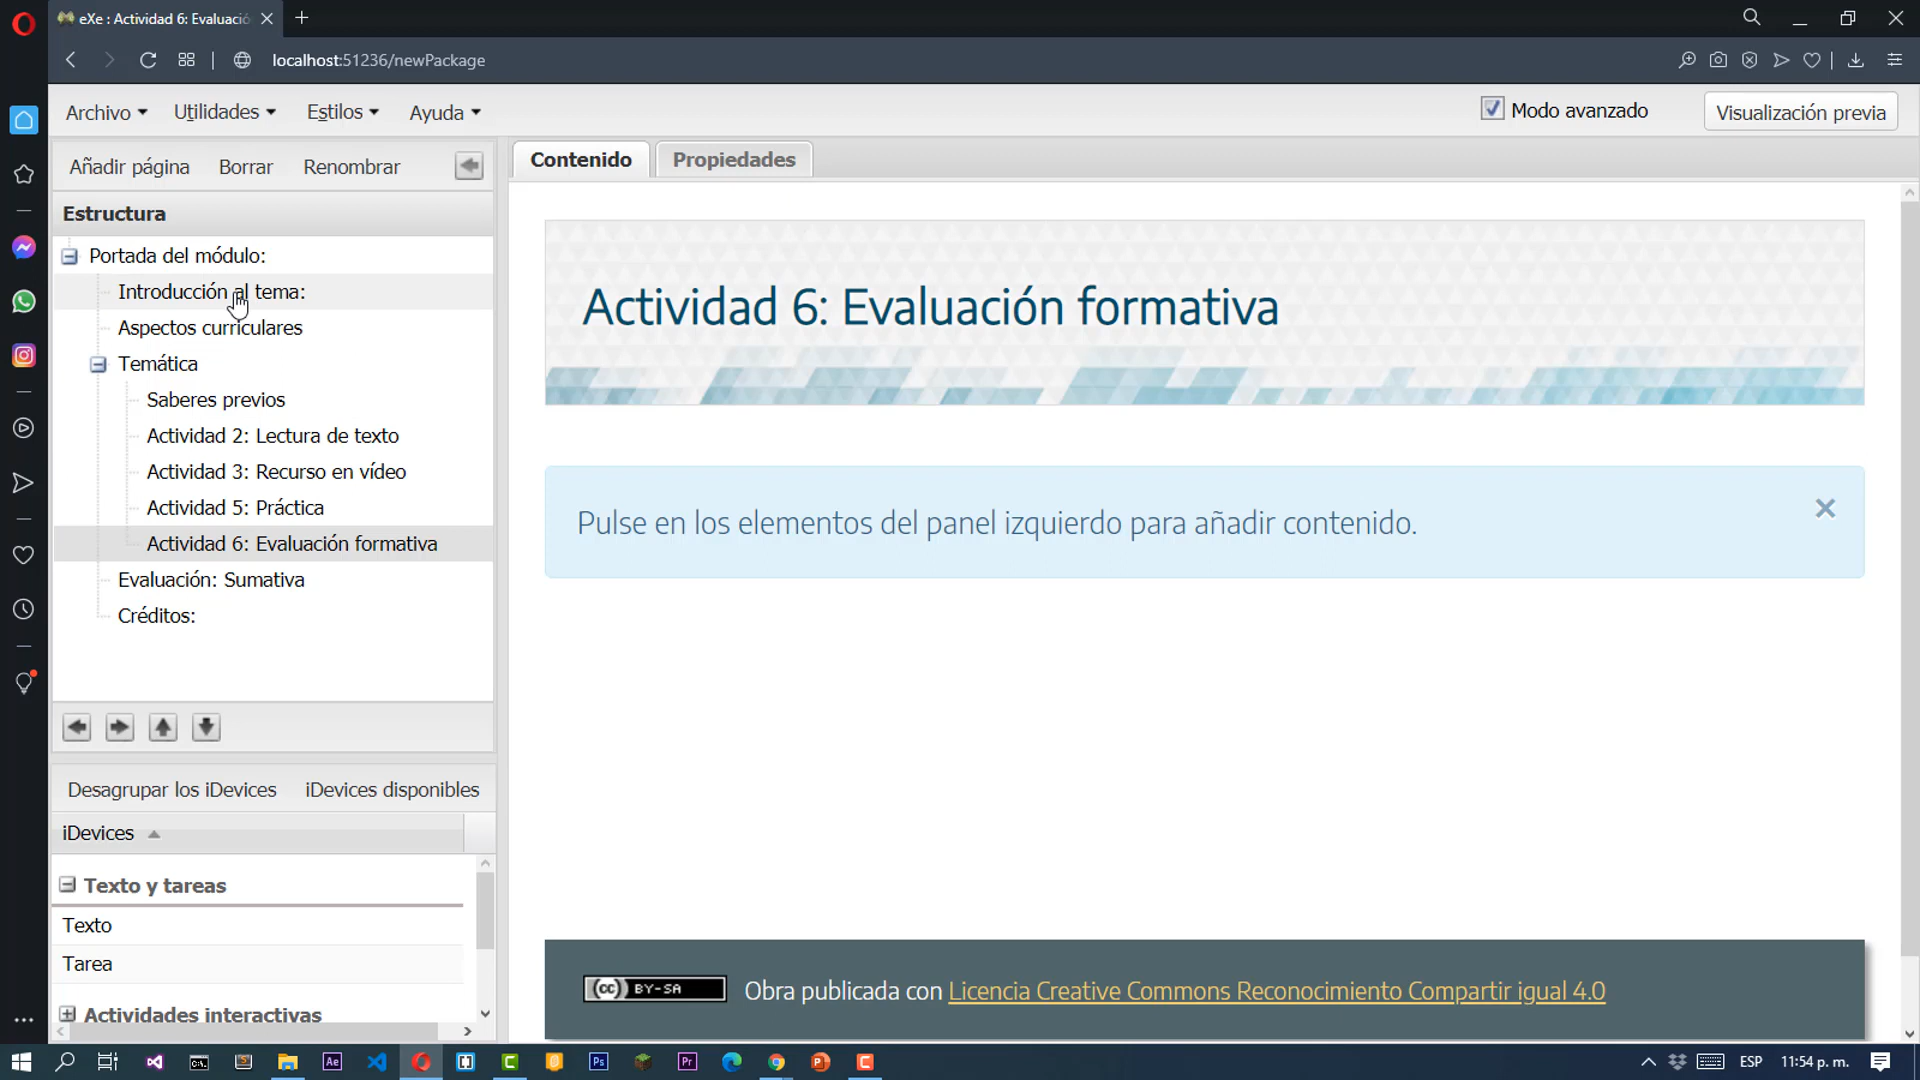 eXe : Actividad 6: Evaluació
localhost:51236/newPackage
Archivo Utilidades Estilos Ayuda
Modo avanzado
Visualización previa
Añadir página Borrar Renombrar
Contenido Propiedades
Estructura
Portada del módulo:
Introducción al tema:
Aspectos curriculares
Temática
Saberes previos
Actividad 2: Lectura de texto
Actividad 3: Recurso en vídeo
Actividad 5: Práctica
Actividad 6: Evaluación formativa
Evaluación: Sumativa
Créditos:
Desagrupar los iDevices iDevices disponibles
iDevices
Texto y tareas
Texto
Tarea
Actividades interactivas
Actividad 6: Evaluación formativa
Pulse en los elementos del panel izquierdo para añadir contenido.
(cc) BY-SA
Obra publicada con Licencia Creative Commons Reconocimiento Compartir igual 4.0
Ae
Ps
Pr
ESP 11:54 p. m.